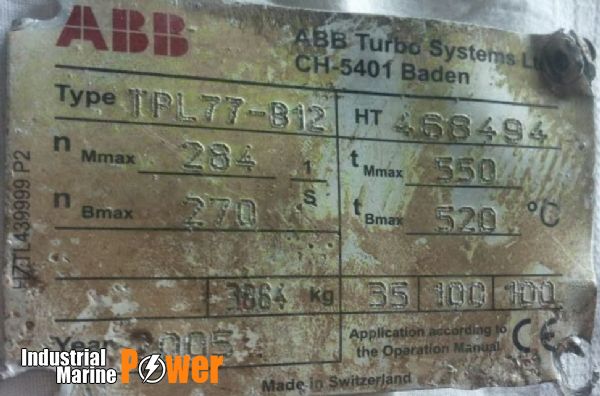 ABB
ABB Turbo Systems
CH-5401 Baden
Type TPL77-B12
HT 468494
n Mmax 284 1/s
t Mmax 550
n Bmax 270
t Bmax 520 °C
HZTL439999 P2
3864 kg 35 100 100
Year 2005
Application according to
the Operation Manual CE
Made in Switzerland
Industrial
Marine Power